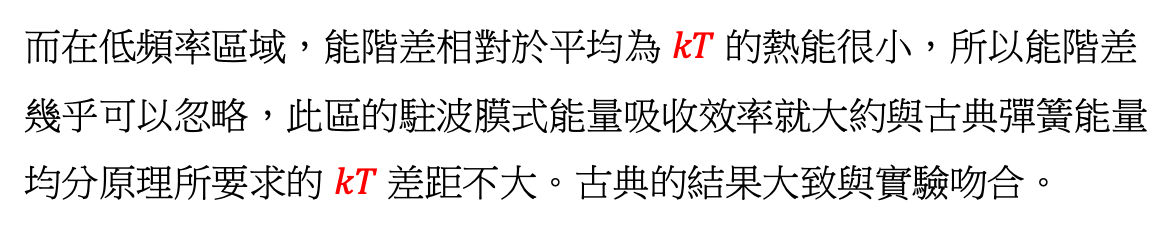 而在低頻率區域，能階差相對於平均為 kT 的熱能很小，所以能階差
幾乎可以忽略，此區的駐波膜式能量吸收效率就大約與古典彈簧能量
均分原理所要求的 kT 差距不大。古典的結果大致與實驗吻合。